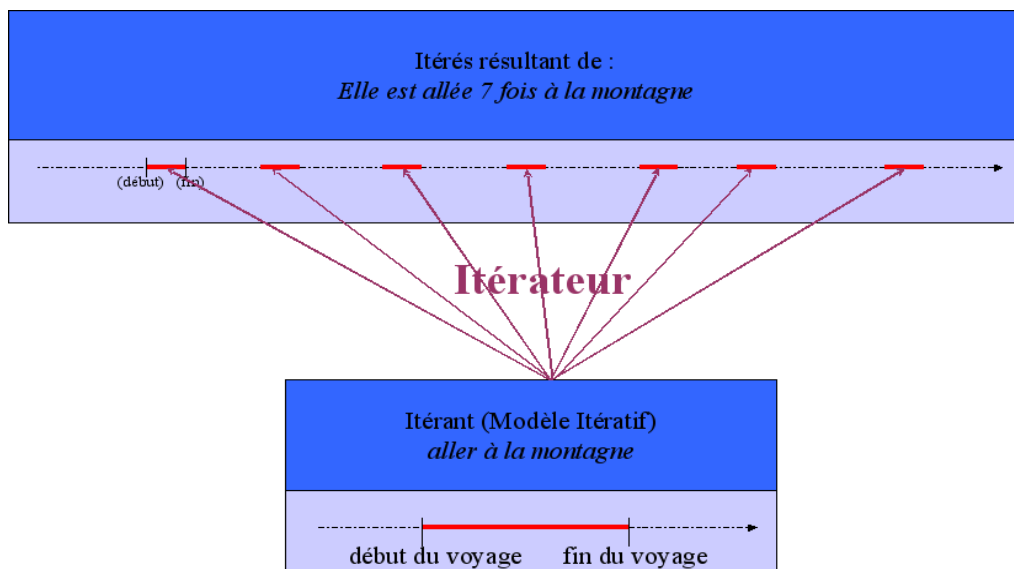 Itérés résultant de :
Elle est allée 7 fois à la montagne
(début) (fin)
Itérateur
Itérant (Modèle Itératif)
aller à la montagne
début du voyage fin du voyage